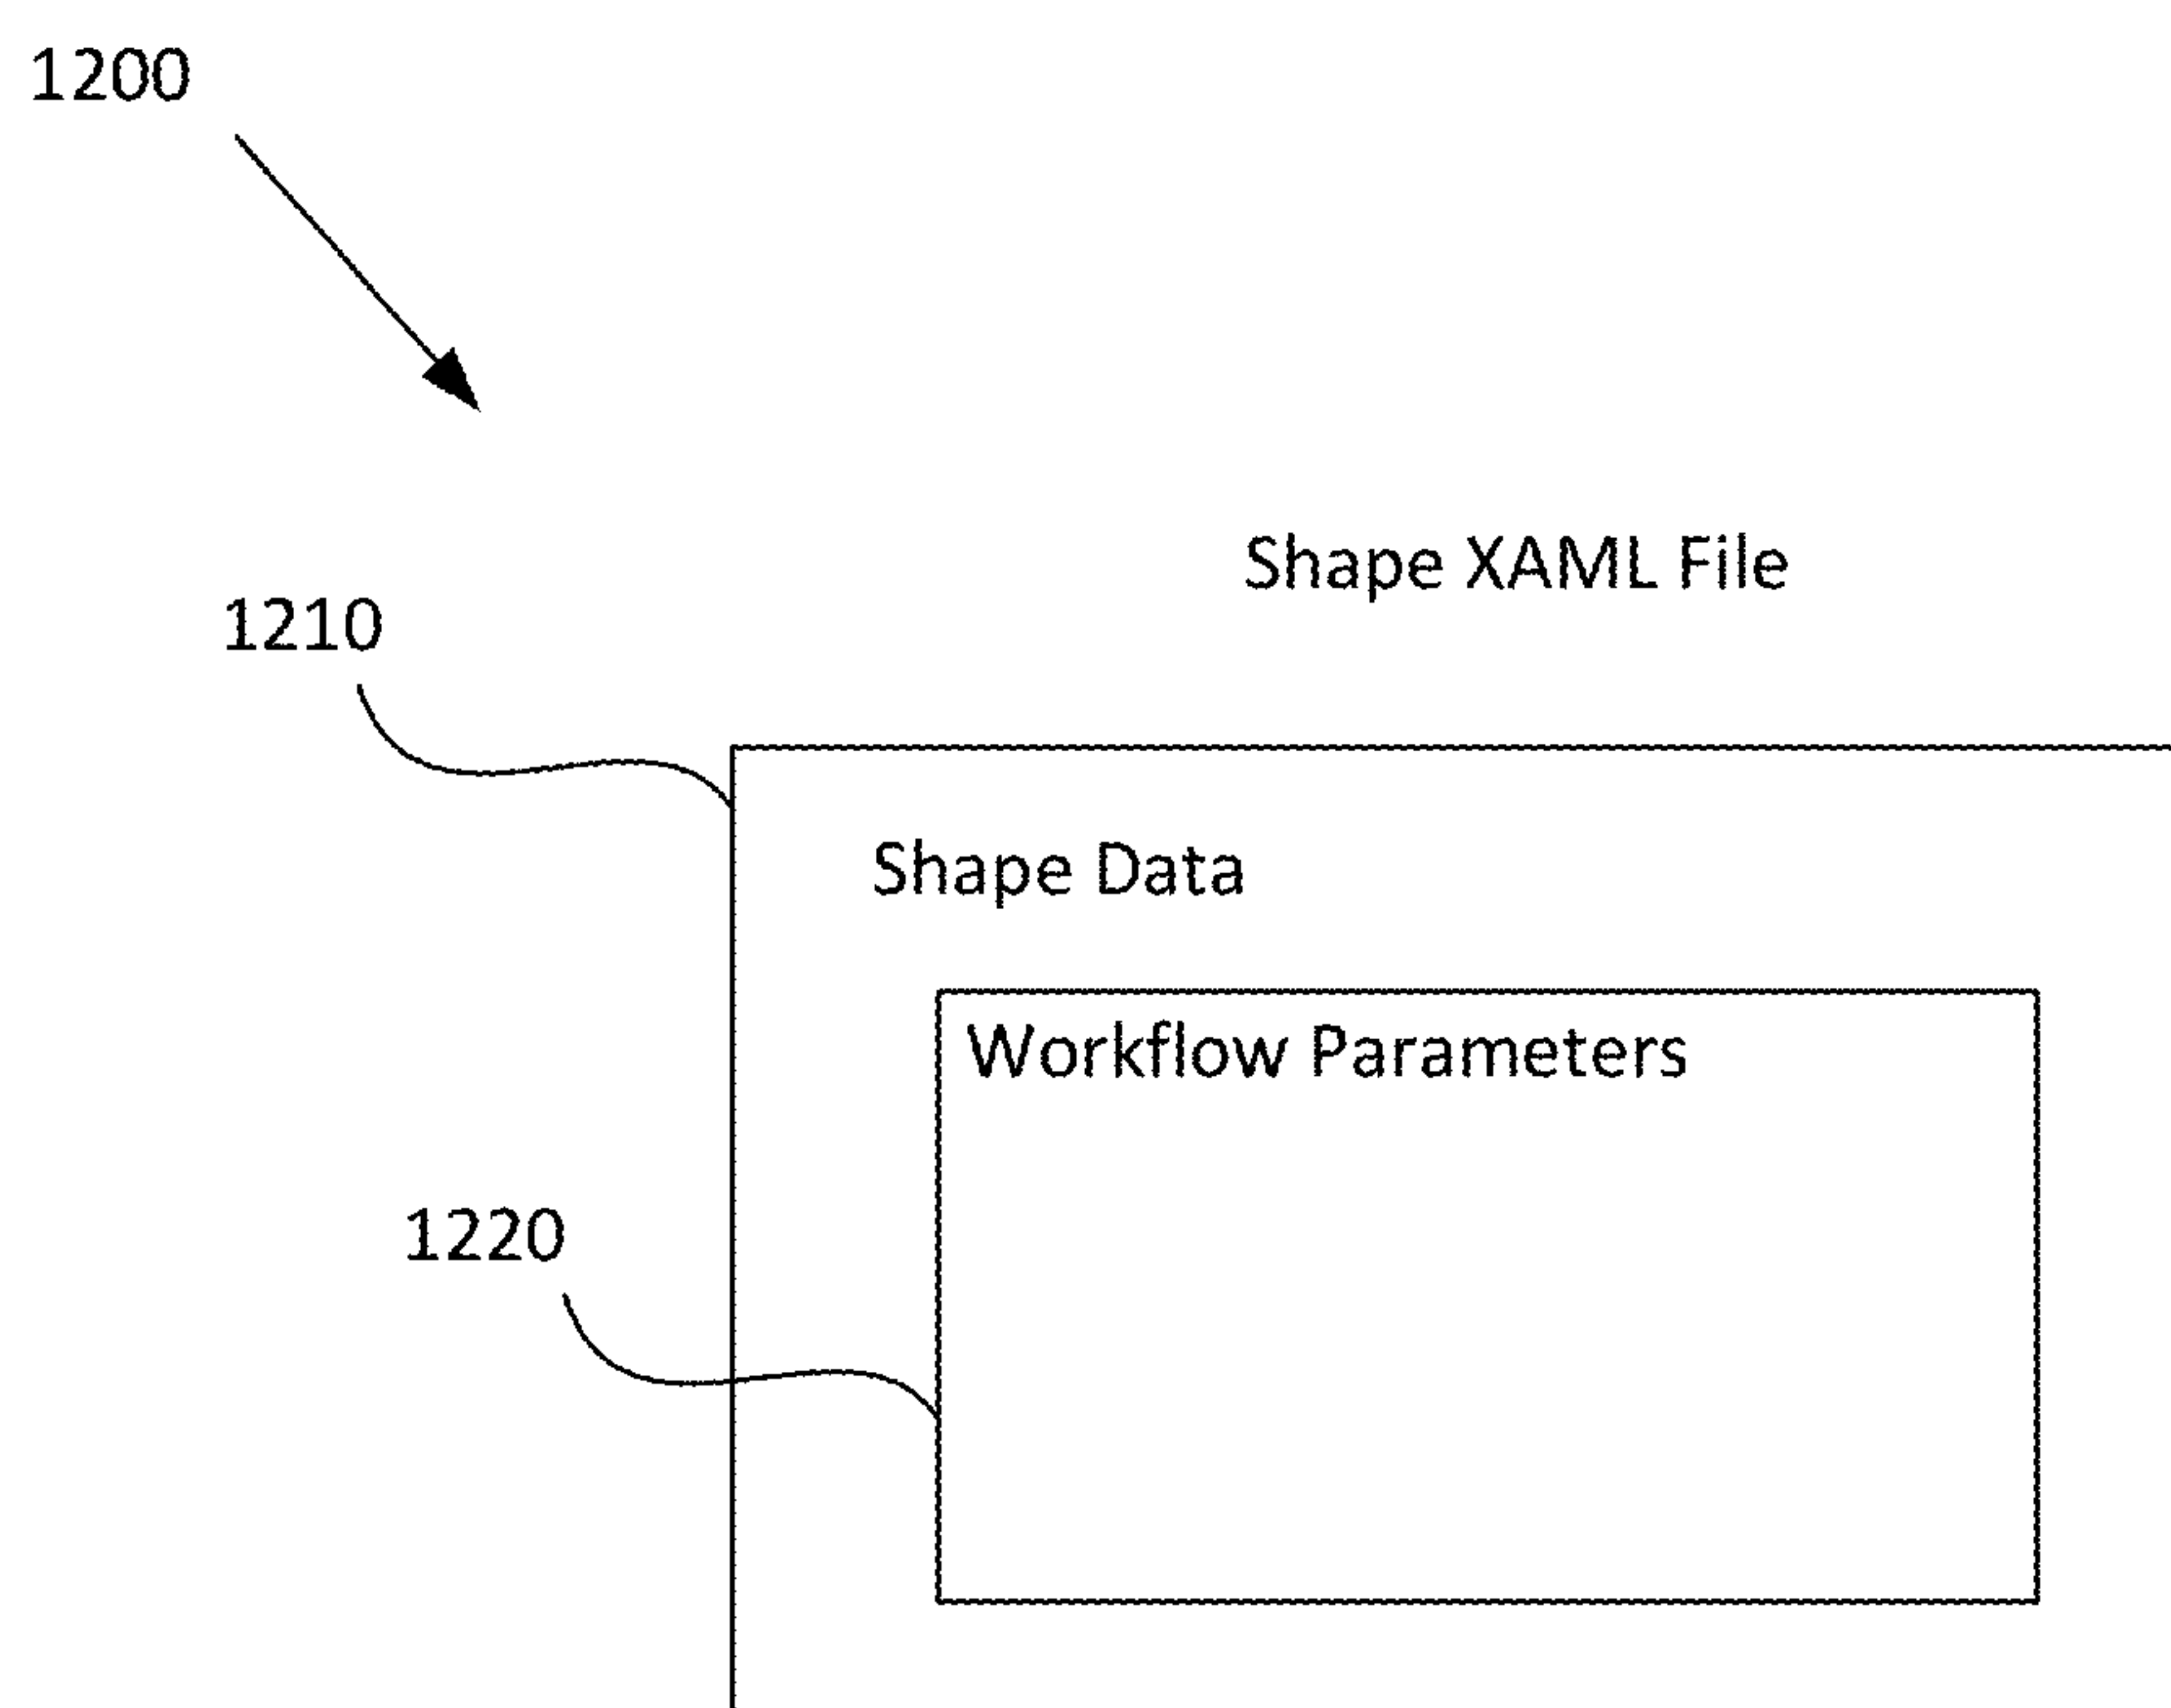 1200
Shape XAML File
1210
Shape Data
Workflow Parameters
1220